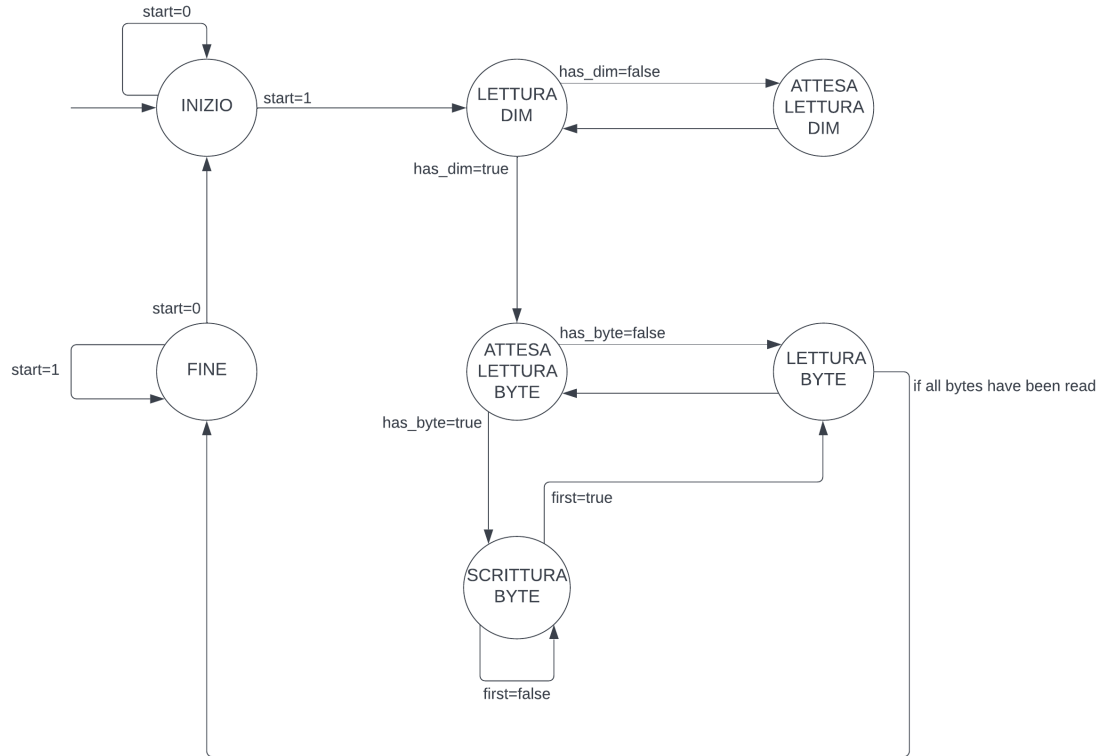 start=0
INIZIO
start=1
LETTURA
DIM
has_dim=false
ATTESA
LETTURA
DIM
has_dim=true
start=0
FINE
start=1
ATTESA
LETTURA
BYTE
has_byte=false
LETTURA
BYTE
if all bytes have been read
has_byte=true
first=true
SCRITTURA
BYTE
first=false